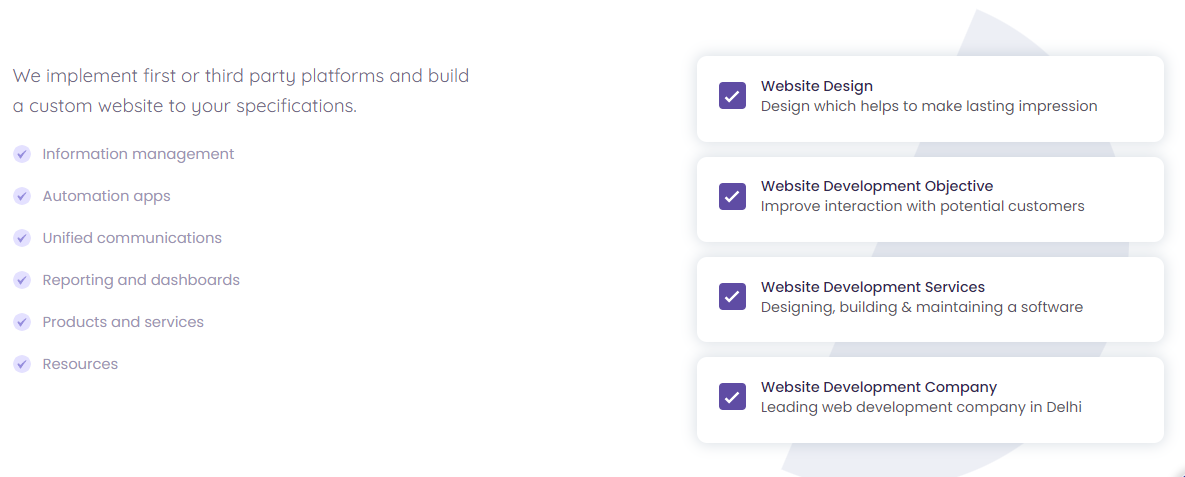 We implement first or third party platforms and build
a custom website to your specifications.
Information management
Automation apps
Unified communications
Reporting and dashboards
Products and services
Resources
Website Design
Design which helps to make lasting impression
Website Development Objective
Improve interaction with potential customers
Website Development Services
Designing, building & maintaining a software
Website Development Company
Leading web development company in Delhi